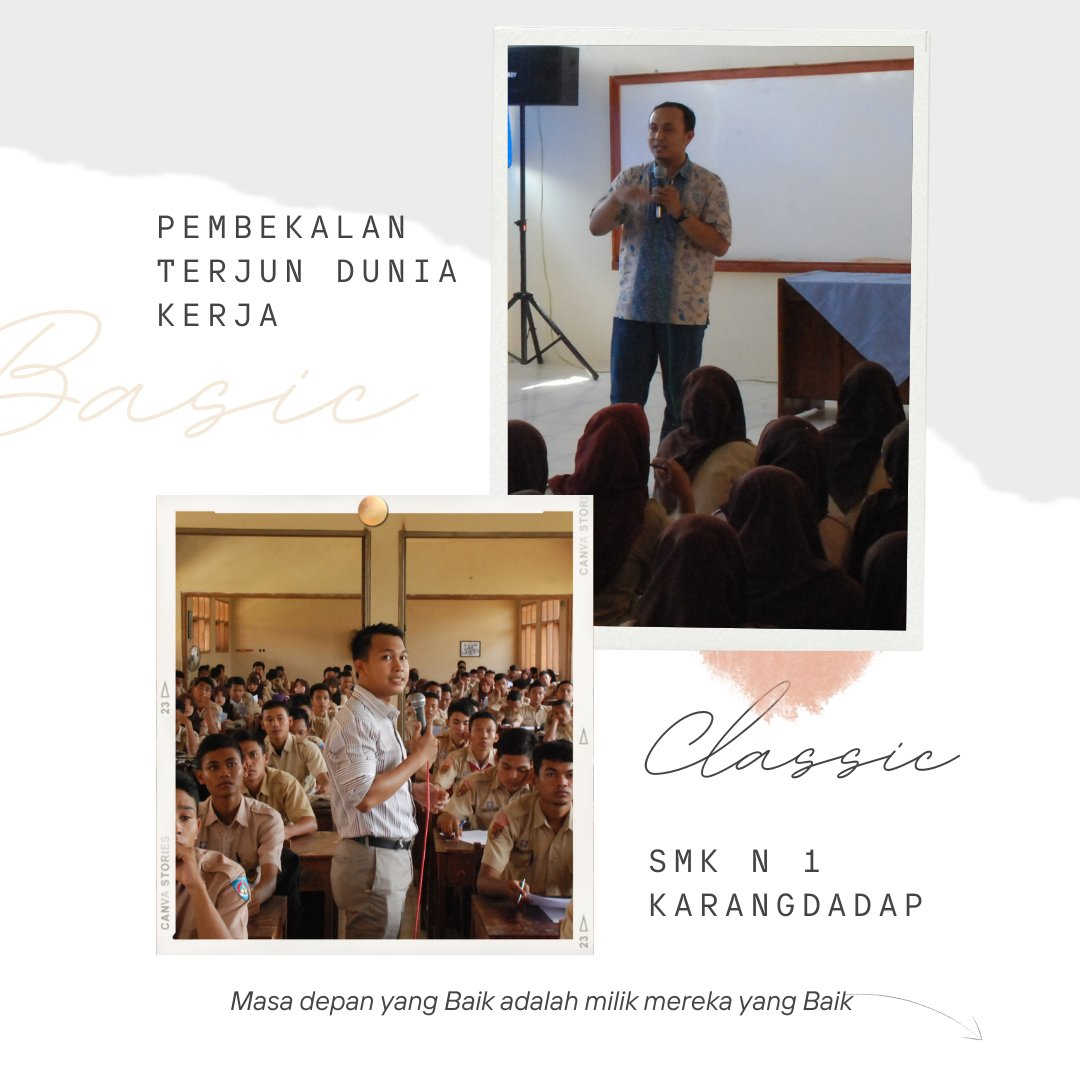 PEMBEKALAN
TERJUN DUNIA
KERJA
Basic
CANVA STORIES
23
CANVA STORIES
23
Classic
SMK N 1
KARANGDADAP
Masa depan yang Baik adalah milik mereka yang Baik